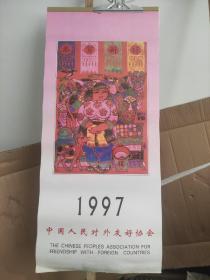 1997
中国人民对外友好协会
THE CHINESE PEOPLES ASSOCIATION FOR
FRIENDSHIP WITH FOREIGN COUNTRIES